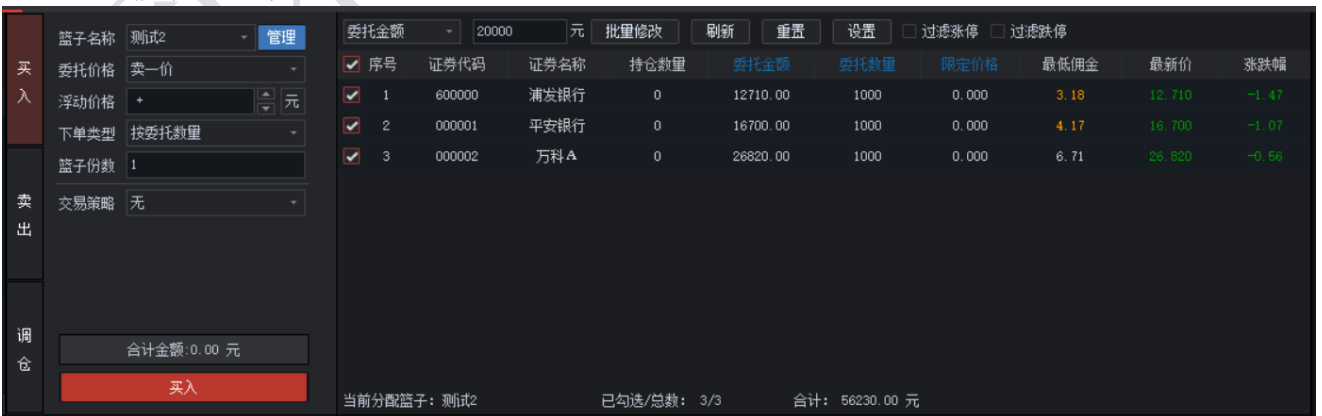 买入
卖出
调仓
篮子名称 测试2 管理
委托价格 卖一价
浮动价格 + 元
下单类型 按委托数量
篮子份数 1
交易策略 无
合计金额:0.00 元
买入
委托金额 20000 元 批量修改 刷新 重置 设置 过滤涨停 过滤跌停
序号 证券代码 证券名称 持仓数量 委托金额 委托数量 限定价格 最低佣金 最新价 涨跌幅
1 600000 浦发银行 0 12710.00 1000 0.000 3.18 12.710 -1.47
2 000001 平安银行 0 16700.00 1000 0.000 4.17 16.700 -1.07
3 000002 万科A 0 26820.00 1000 0.000 6.71 26.820 -0.56
当前分配篮子: 测试2 已勾选/总数: 3/3 合计: 56230.00 元